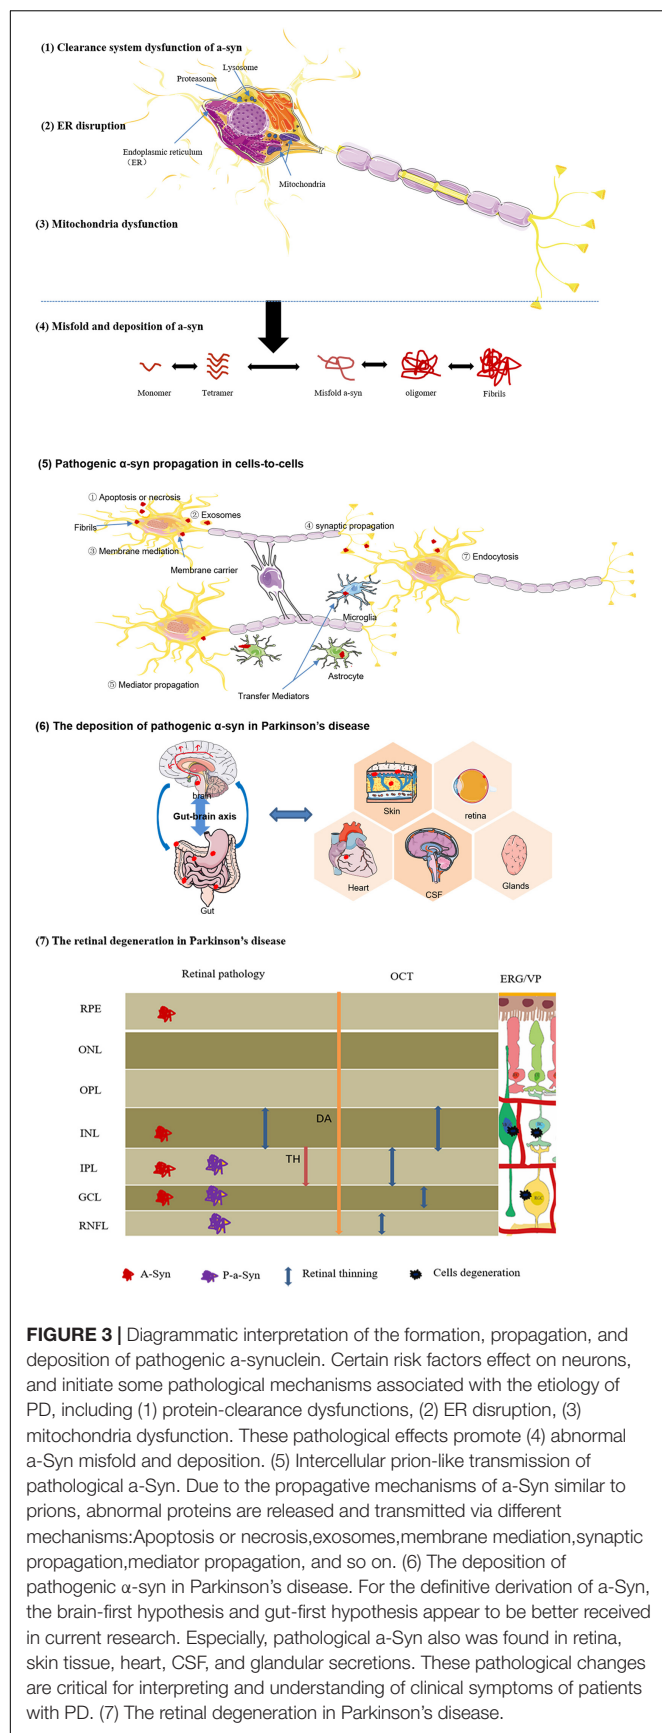 (1) Clearance system dysfunction of a-syn
Lysosome
Proteasome
(2) ER disruption
Endoplasmic reticulum
（ER）
Mitochondria
(3) Mitochondria dysfunction
(4) Misfold and deposition of a-syn
Monomer
Tetramer
Misfold a-syn
oligomer
Fibrils
(5) Pathogenic α-syn propagation in cells-to-cells
① Apoptosis or necrosis
② Exosomes
Fibrils
④ synaptic propagation
③ Membrane mediation
⑦ Endocytosis
Membrane carrier
Microglia
Astrocyte
⑤ Mediator propagation
Transfer Mediators
(6) The deposition of pathogenic α-syn in Parkinson's disease
brain
Gut-brain axis
Gut
Skin
retina
Heart
CSF
Glands
(7) The retinal degeneration in Parkinson's disease
Retinal pathology
OCT
ERG/VP
RPE
ONL
OPL
DA
INL
TH
IPL
GCL
RNFL
A-Syn
P-a-Syn
Retinal thinning
Cells degeneration
FIGURE 3 | Diagrammatic interpretation of the formation, propagation, and
deposition of pathogenic a-synuclein. Certain risk factors effect on neurons,
and initiate some pathological mechanisms associated with the etiology of
PD, including (1) protein-clearance dysfunctions, (2) ER disruption, (3)
mitochondria dysfunction. These pathological effects promote (4) abnormal
a-Syn misfold and deposition. (5) Intercellular prion-like transmission of
pathological a-Syn. Due to the propagative mechanisms of a-Syn similar to
prions, abnormal proteins are released and transmitted via different
mechanisms:Apoptosis or necrosis,exosomes,membrane mediation,synaptic
propagation,mediator propagation, and so on. (6) The deposition of
pathogenic α-syn in Parkinson's disease. For the definitive derivation of a-Syn,
the brain-first hypothesis and gut-first hypothesis appear to be better received
in current research. Especially, pathological a-Syn also was found in retina,
skin tissue, heart, CSF, and glandular secretions. These pathological changes
are critical for interpreting and understanding of clinical symptoms of patients
with PD. (7) The retinal degeneration in Parkinson's disease.